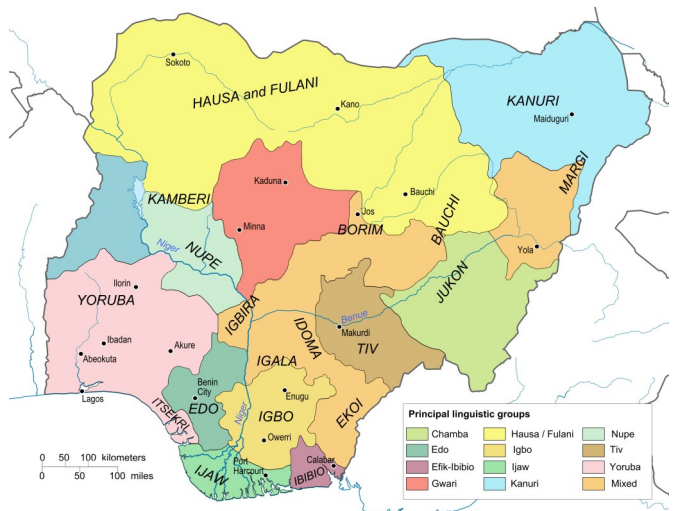 Sokoto
HAUSA and FULANI
Kano
KANURI
Maiduguri
MARGI
Kaduna
KAMBERI
Bauchi
BAUCHI
Jos
BORIM
Minna
Niger
NUPE
Yola
Ilorin
YORUBA
IGBIRA
JUKON
Benue
Makurdi
IDOMA
TIV
Ibadan
Abeokuta
Akure
IGALA
Benin
City
EDO
Lagos
ITSEKRI
Niger
Enugu
IGBO
Owerri
EKOI
Port
Harcourt
IJAW
Calabar
IBIBIO
0 50 100 kilometers
0 50 100 miles
Principal linguistic groups
Chamba
Edo
Efik-Ibibio
Gwari
Hausa / Fulani
Igbo
Ijaw
Kanuri
Nupe
Tiv
Yoruba
Mixed